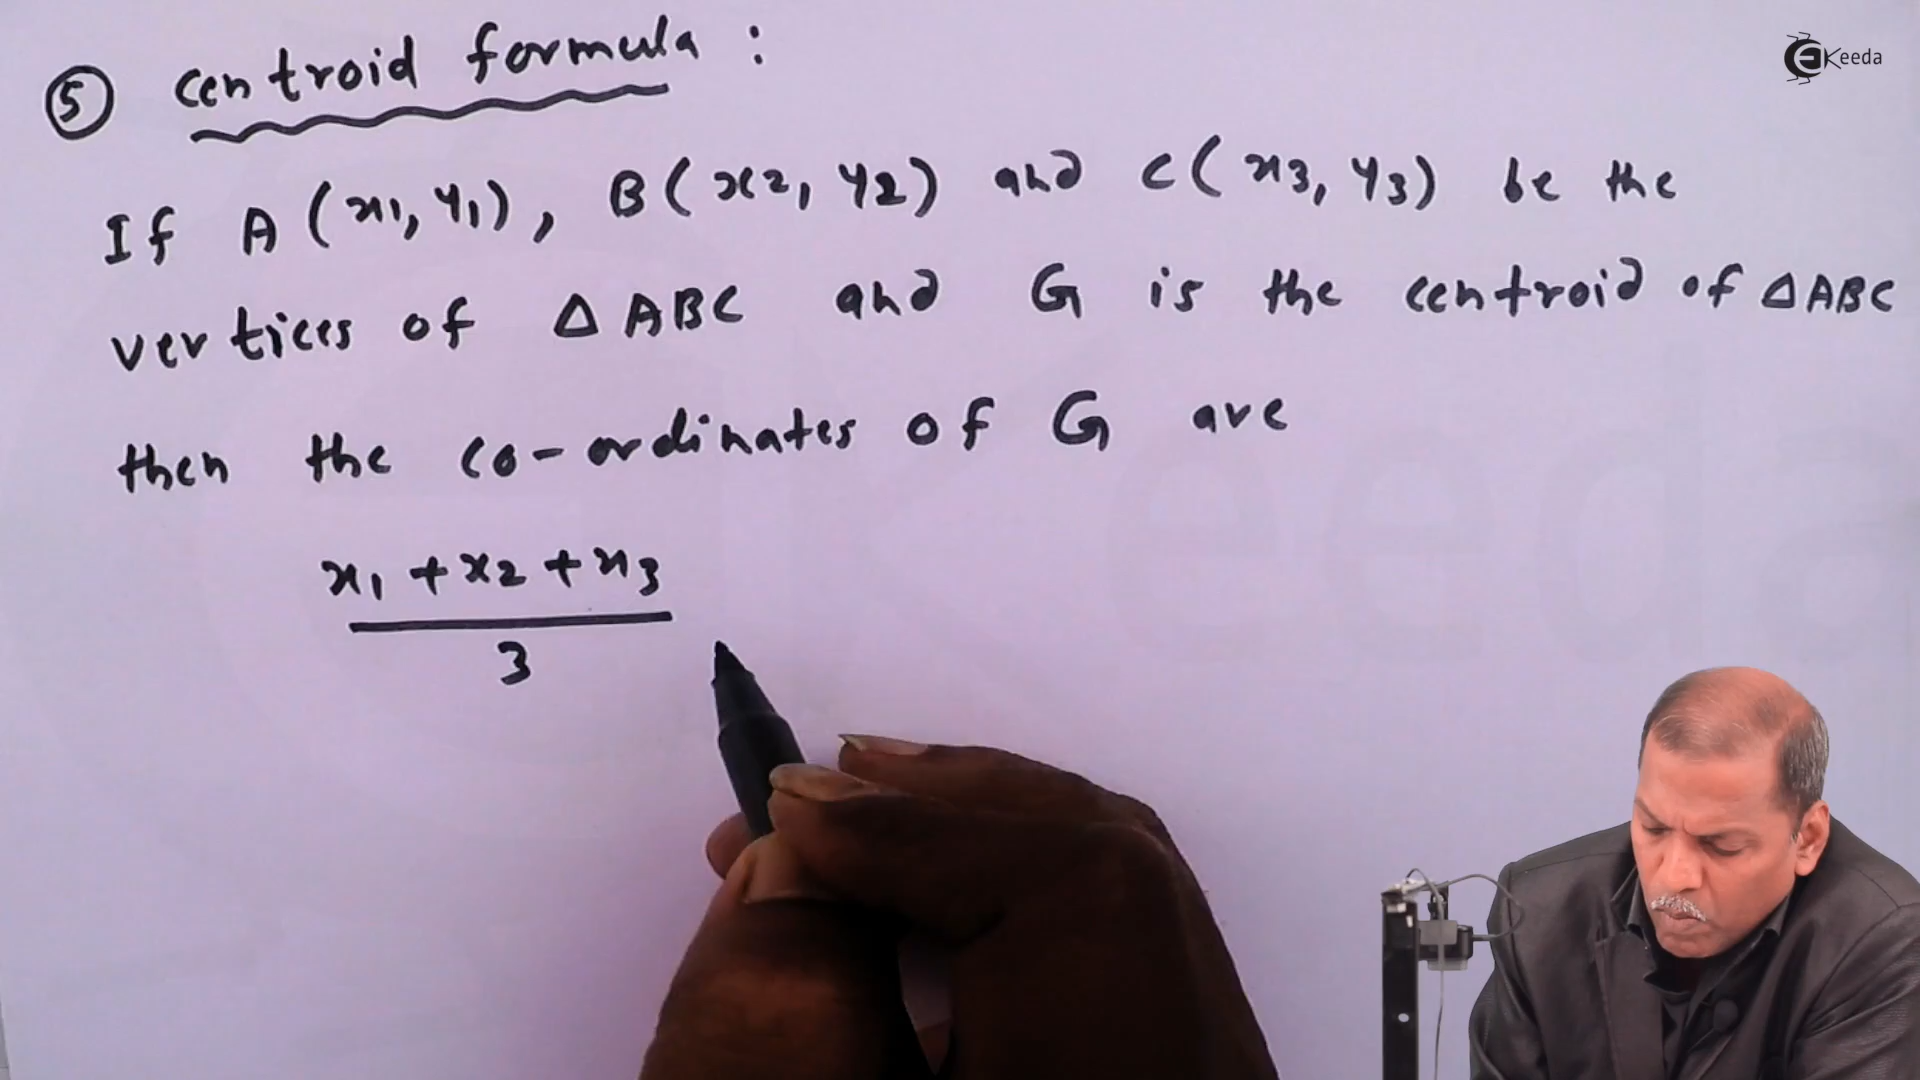 ⑤ Centroid formula :
EKeeda
If A (x1, y1), B (x2, y2) and C (x3, y3) be the
vertices of △ ABC and G is the centroid of △ABC
then the co-ordinates of G are
x1 + x2 + x3
3